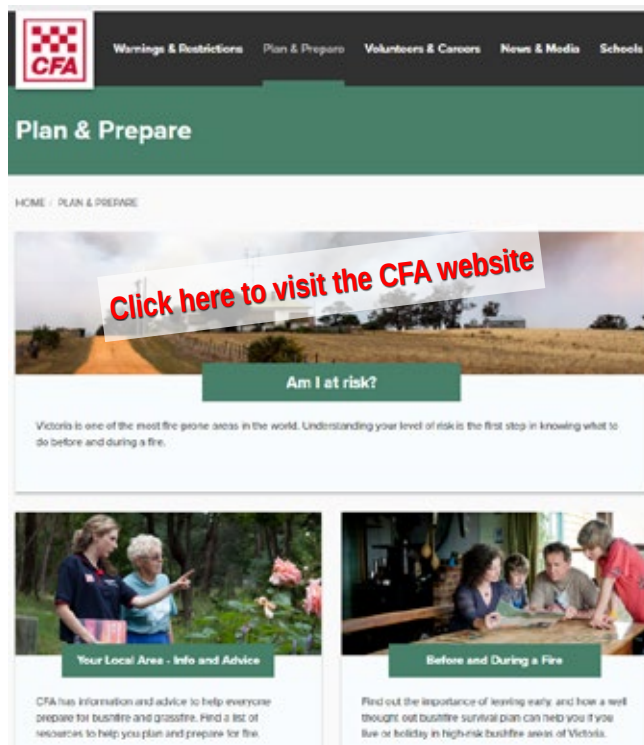 CFA
Warnings & Restrictions Plan & Prepare Volunteers & Careers News & Media Schools
Plan & Prepare
HOME / PLAN & PREPARE
Click here to visit the CFA website
Am I at risk?
Victoria is one of the most fire-prone areas in the world. Understanding your level of risk is the first step in knowing what to
do before and during a fire.
Your Local Area - Info and Advice
Before and During a Fire
CFA has information and advice to help everyone
prepare for bushfire and grassfire. Find a list of
resources to help you plan and prepare for fire.
Find out the importance of leaving early, and how a well
thought out bushfire survival plan can help you if you
live or holiday in high-risk bushfire areas of Victoria.